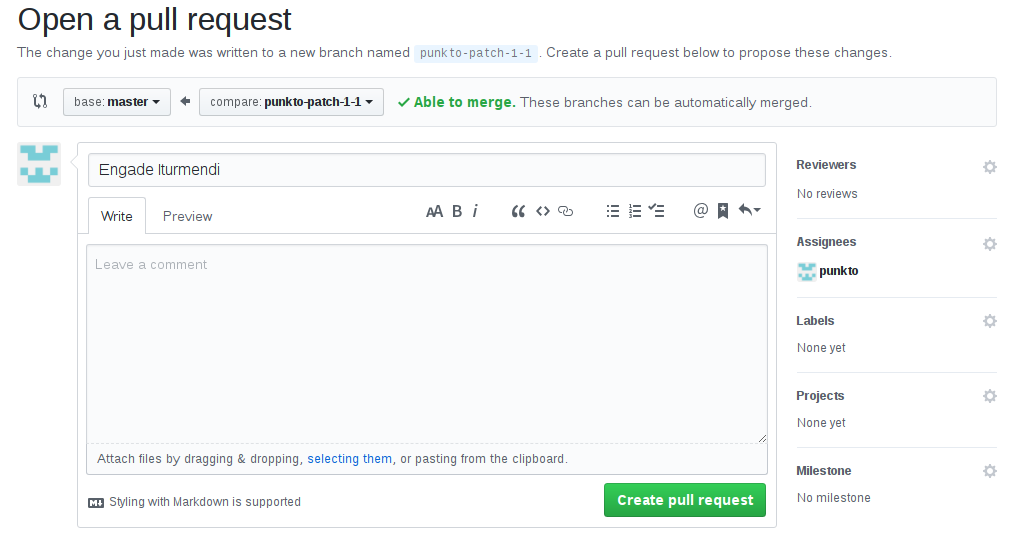 Open a pull request
The change you just made was written to a new branch named punkto-patch-1-1 . Create a pull request below to propose these changes.
base: master compare: punkto-patch-1-1 Able to merge. These branches can be automatically merged.
Engade Iturmendi
Write Preview AA B i @
Leave a comment
Attach files by dragging & dropping, selecting them, or pasting from the clipboard.
Styling with Markdown is supported
Create pull request
Reviewers
No reviews
Assignees
punkto
Labels
None yet
Projects
None yet
Milestone
No milestone